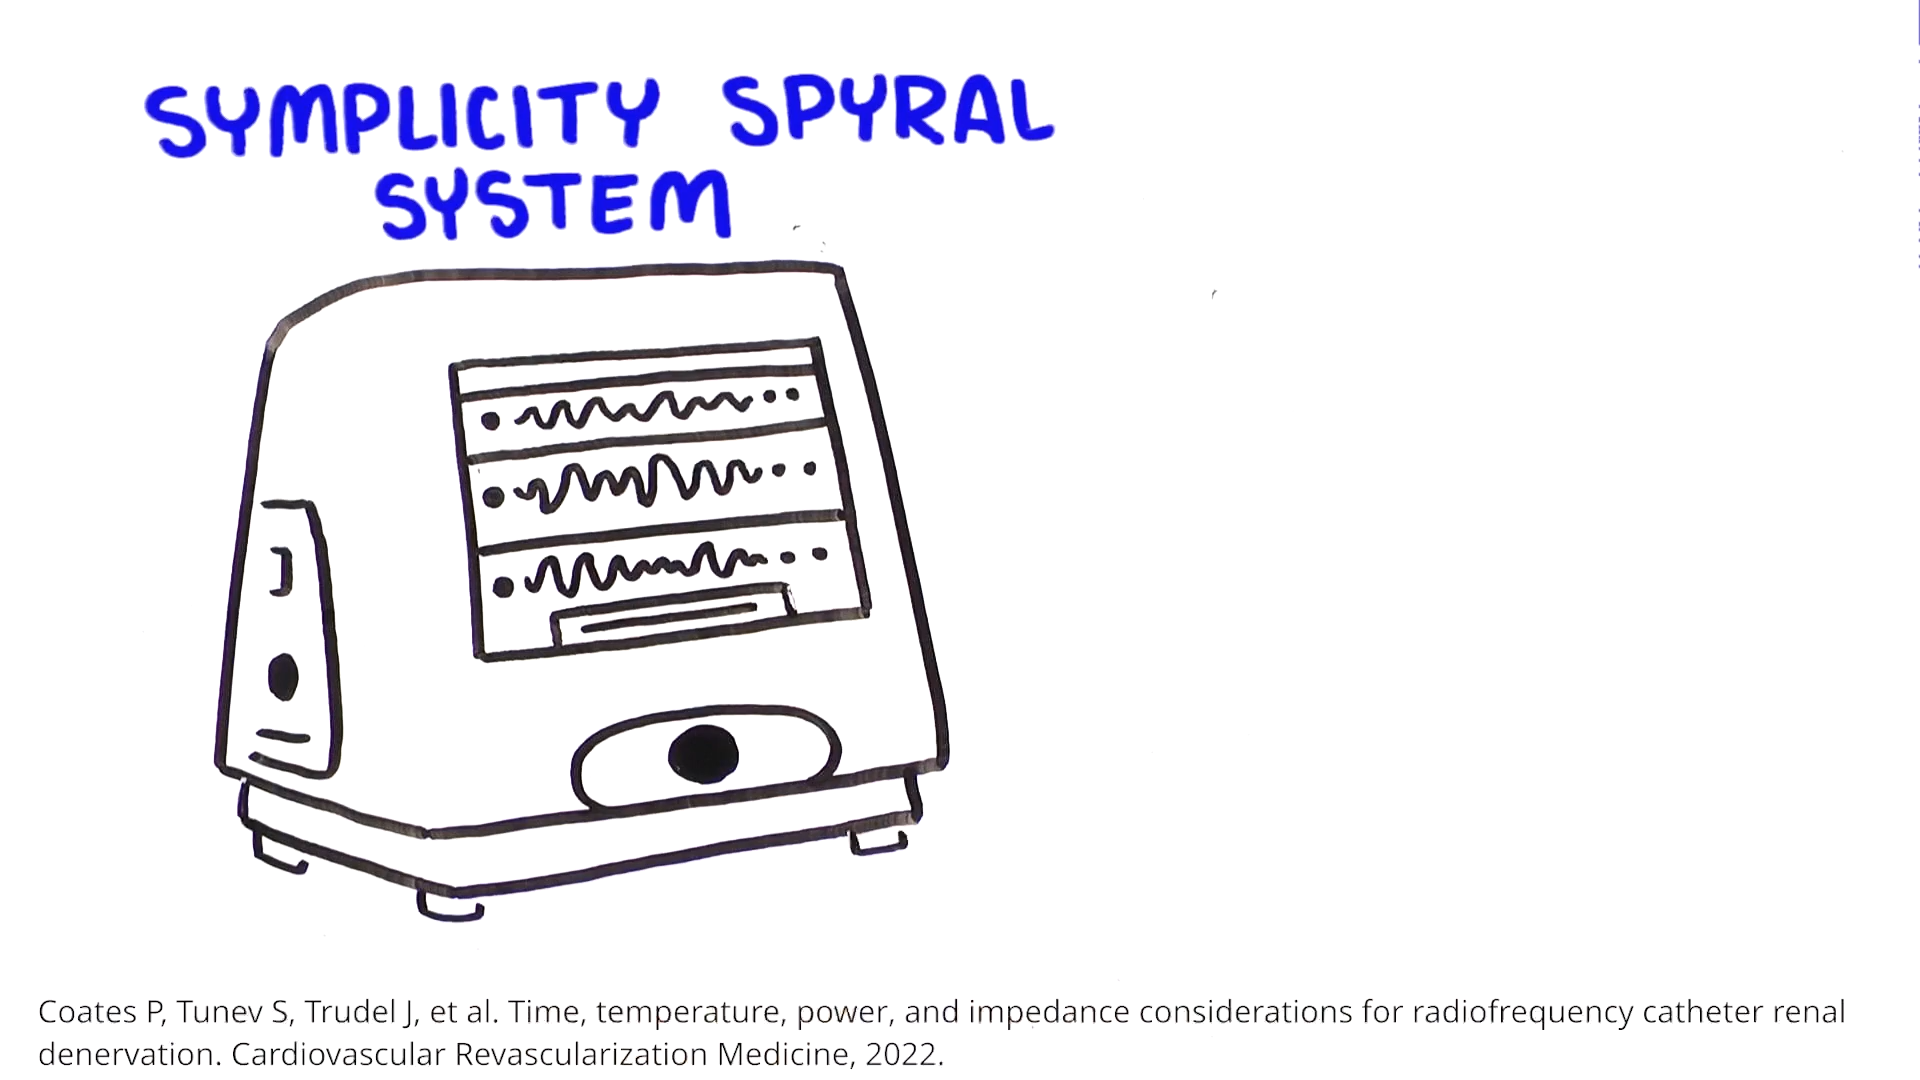 SYMPLICITY SPYRAL
SYSTEM
Coates P, Tunev S, Trudel J, et al. Time, temperature, power, and impedance considerations for radiofrequency catheter renal
denervation. Cardiovascular Revascularization Medicine, 2022.